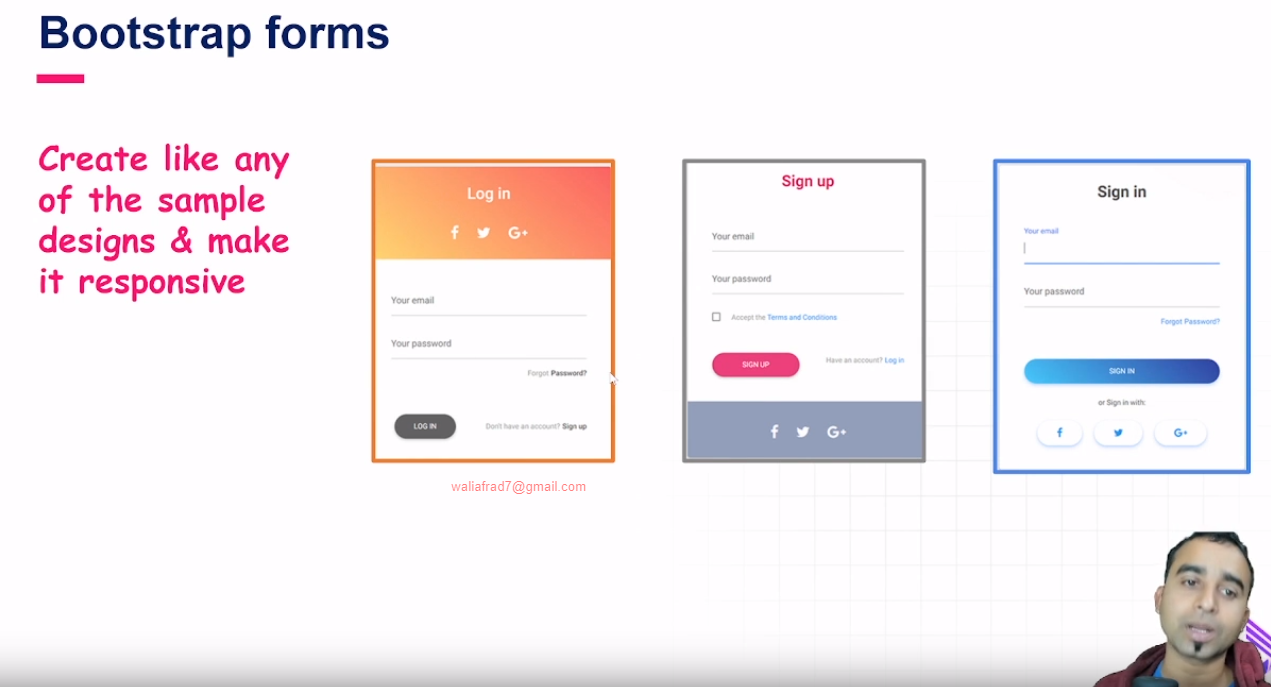 Bootstrap forms
Create like any
of the sample
designs & make
it responsive
Log in
G+
Your email
Your password
Forgot Password?
LOG IN
Don't have an account? Sign up
waliafrad7@gmail.com
Sign up
Your email
Your password
Accept the Terms and Conditions
SIGN UP
Have an account? Log in
G+
Sign in
Your email
Your password
Forgot Password?
SIGN IN
or Sign in with:
G+